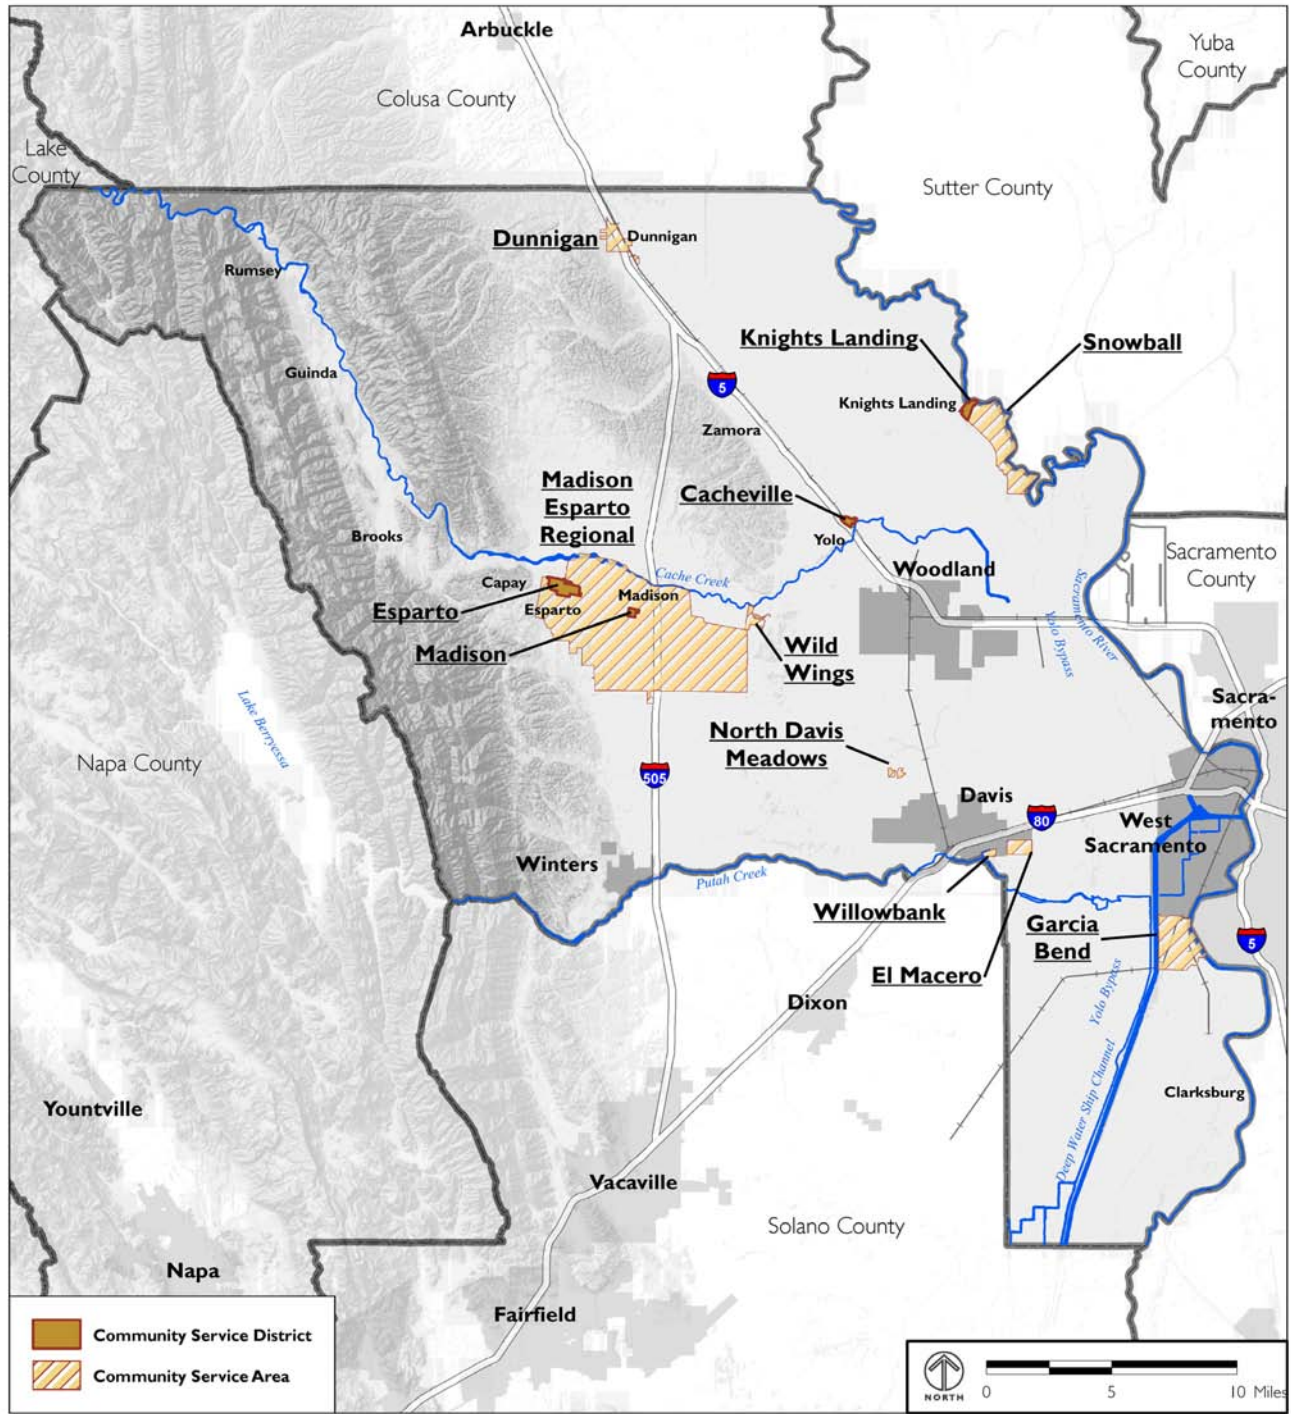 Arbuckle
Yuba
County
Colusa County
Lake
County
Sutter County
Dunnigan
Dunnigan
Rumsey
Knights Landing
Snowball
Guinda
5
Knights Landing
Zamora
Madison
Esparto
Regional
Cacheville
Brooks
Yolo
Woodland
Sacramento
County
Cache Creek
Capay
Madison
Esparto
Esparto
Sacramento River
Yolo Bypass
Madison
Wild
Wings
Lake Berryessa
Sacra-
mento
North Davis
Meadows
Napa County
505
Davis
80
West
Sacramento
Winters
Putah Creek
Willowbank
Garcia
Bend
5
El Macero
Dixon
Yolo Bypass
Deep Water Ship Channel
Clarksburg
Yountville
Vacaville
Solano County
Napa
Fairfield
Community Service District
Community Service Area
NORTH
0 5 10 Miles